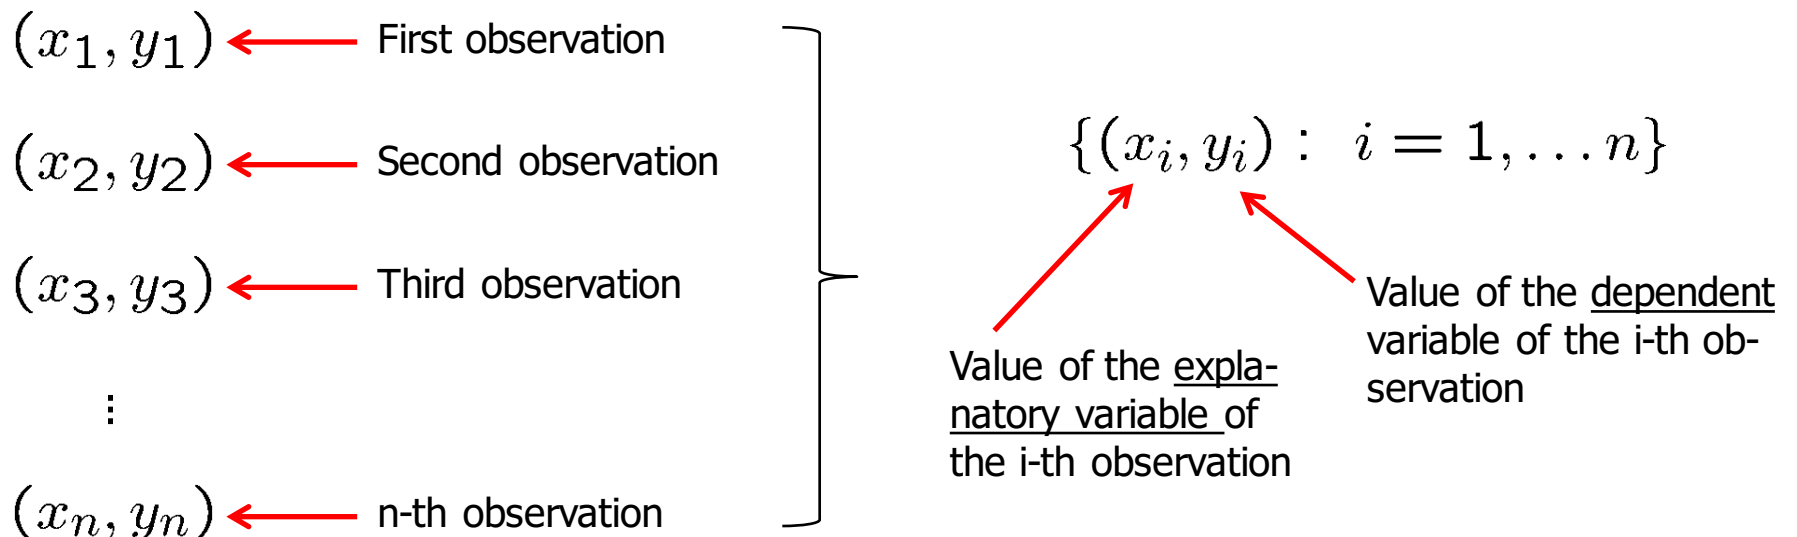 (x₁, y₁) First observation
(x₂, y₂) Second observation
(x₃, y₃) Third observation
⋮
(xₙ, yₙ) n-th observation
{(xᵢ, yᵢ) : i = 1, … n}
Value of the expla-
natory variable of
the i-th observation
Value of the dependent
variable of the i-th ob-
servation